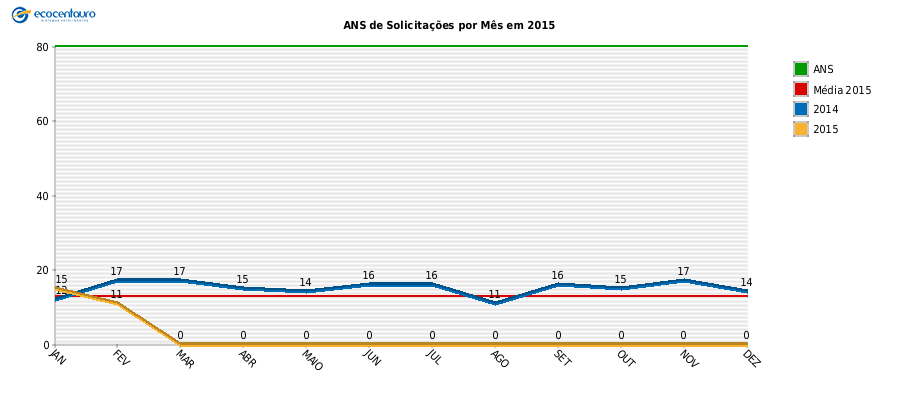 ecocentauro
ANS de Solicitações por Mês em 2015
80
60
40
20
0
15
12
17
11
17
15
14
16
16
11
16
15
17
14
0
0
0
0
0
0
0
0
0
0
JAN
FEV
MAR
ABR
MAIO
JUN
JUL
AGO
SET
OUT
NOV
DEZ
ANS
Média 2015
2014
2015